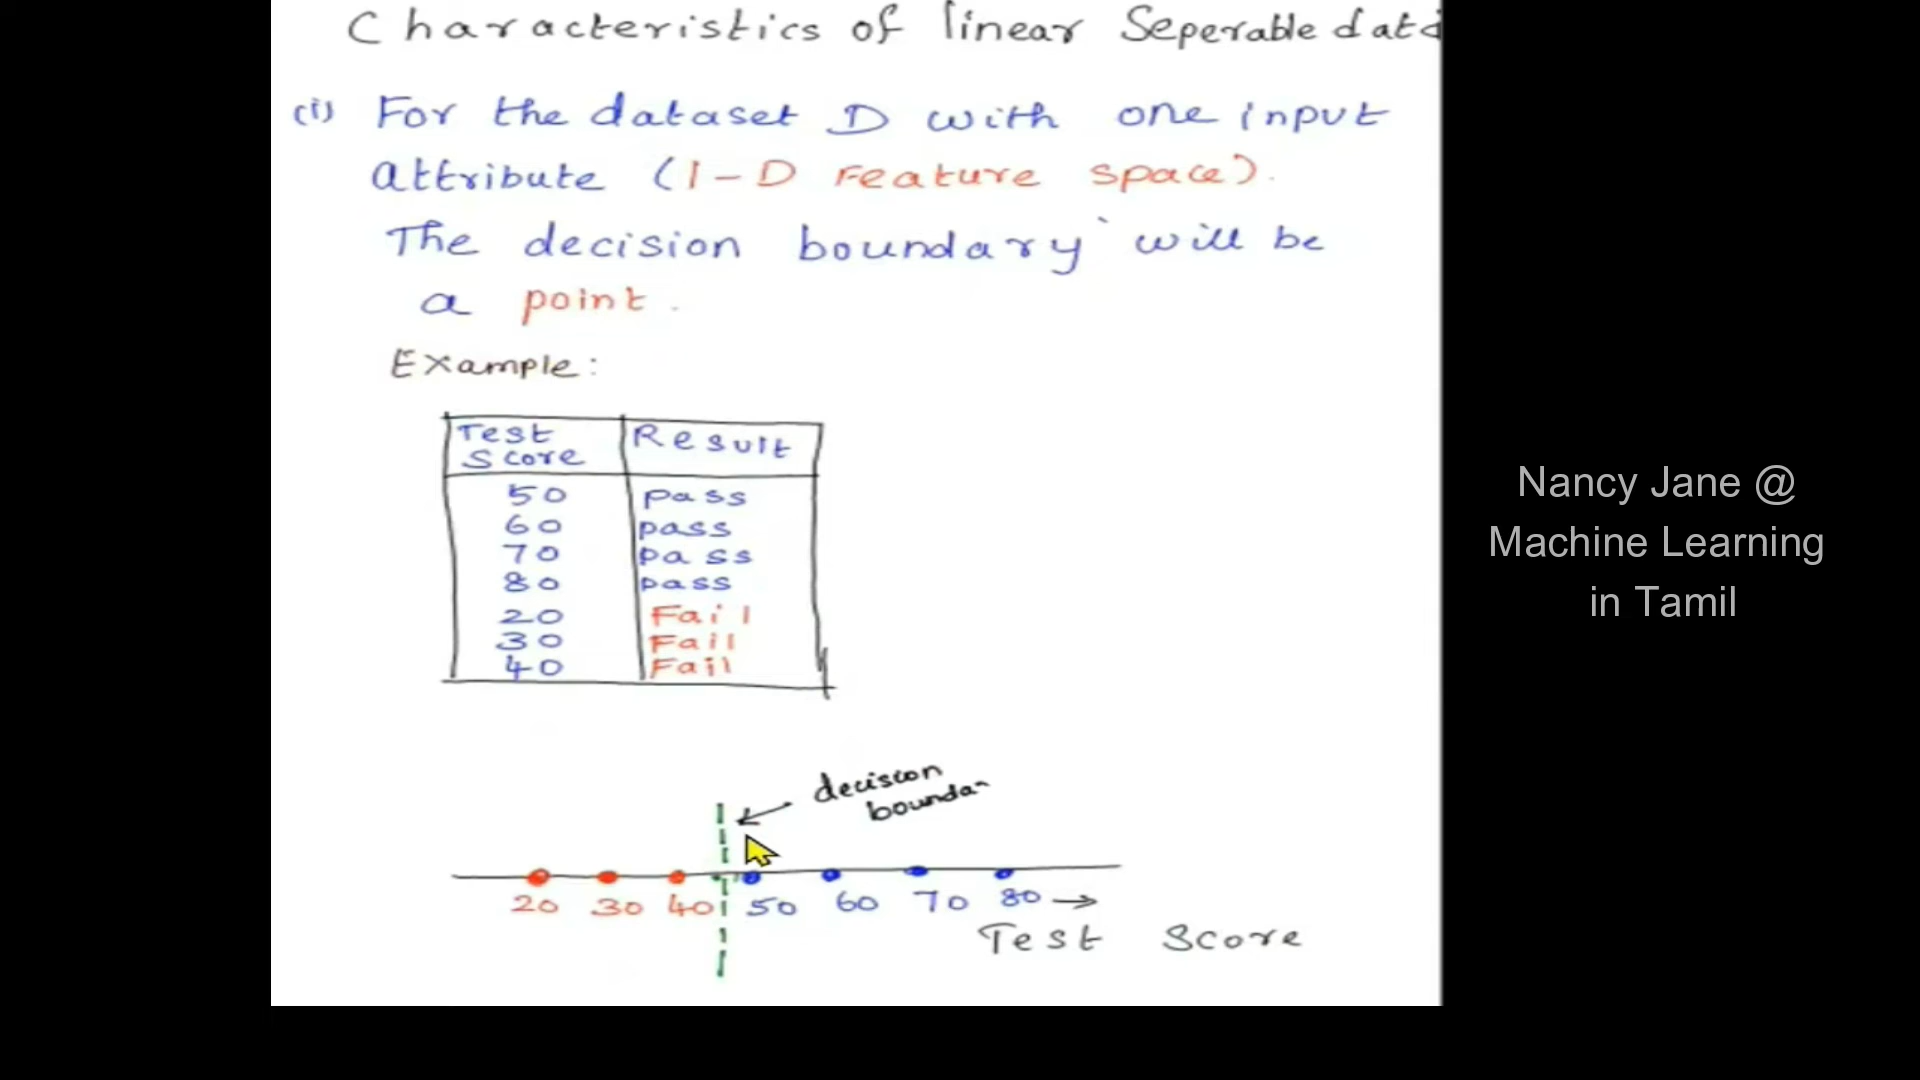 Characteristics of linear Seperable data
(i) For the dataset D with one input
attribute (1-D Feature space).
The decision boundary will be
a point.
Example:
Test Score | Result
50 pass
60 pass
70 pass
80 pass
20 Fail
30 Fail
40 Fail
decision
boundar
20 30 40 50 60 70 80 →
Test Score
Nancy Jane @
Machine Learning
in Tamil